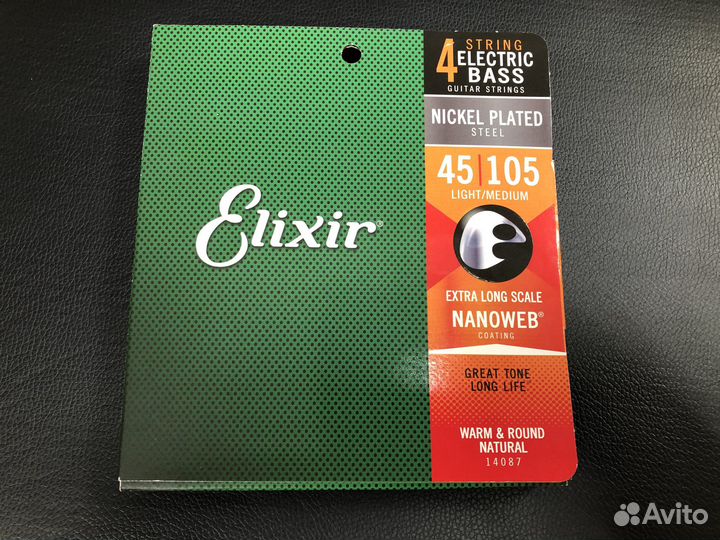 Elixir®
4
STRING
ELECTRIC
BASS
GUITAR STRINGS
NICKEL PLATED
STEEL
45|105
LIGHT/MEDIUM
E
EXTRA LONG SCALE
NANOWEB®
COATING
GREAT TONE
LONG LIFE
WARM & ROUND
NATURAL
14087
Avito